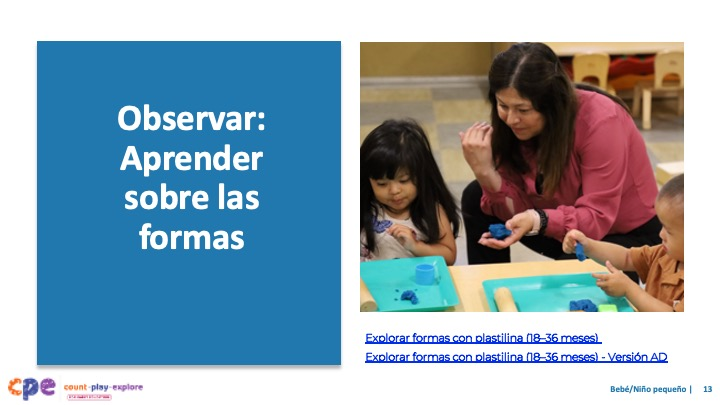 Observar:
Aprender
sobre las
formas
Explorar formas con plastilina (18–36 meses)
Explorar formas con plastilina (18–36 meses) - Versión AD
cpe count·play·explore
Bebé/Niño pequeño | 13